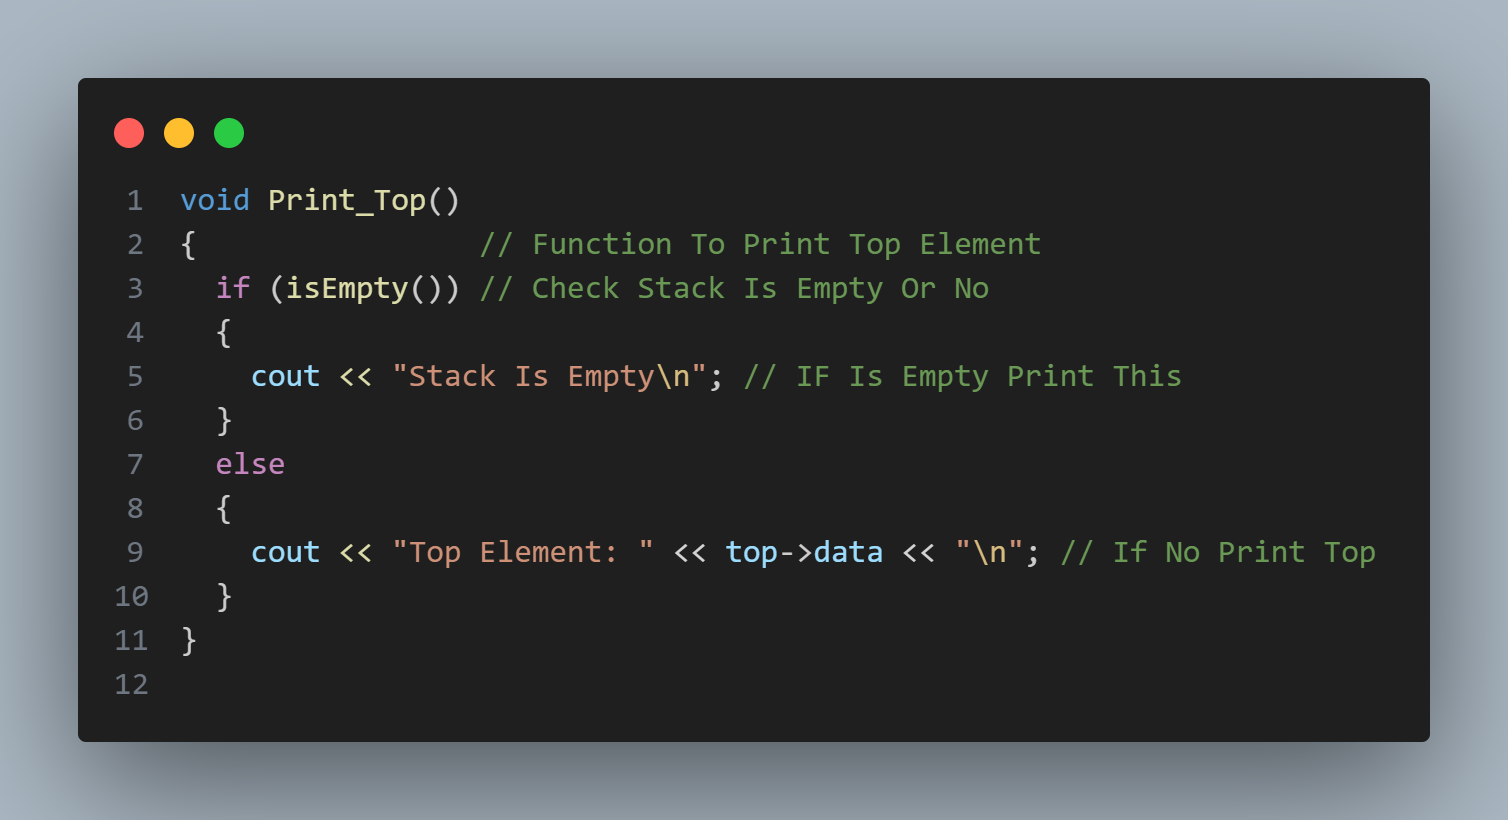 1 void Print_Top()
2 {                // Function To Print Top Element
3   if (isEmpty()) // Check Stack Is Empty Or No
4   {
5     cout << "Stack Is Empty\n"; // IF Is Empty Print This
6   }
7   else
8   {
9     cout << "Top Element: " << top->data << "\n"; // If No Print Top
10   }
11 }
12